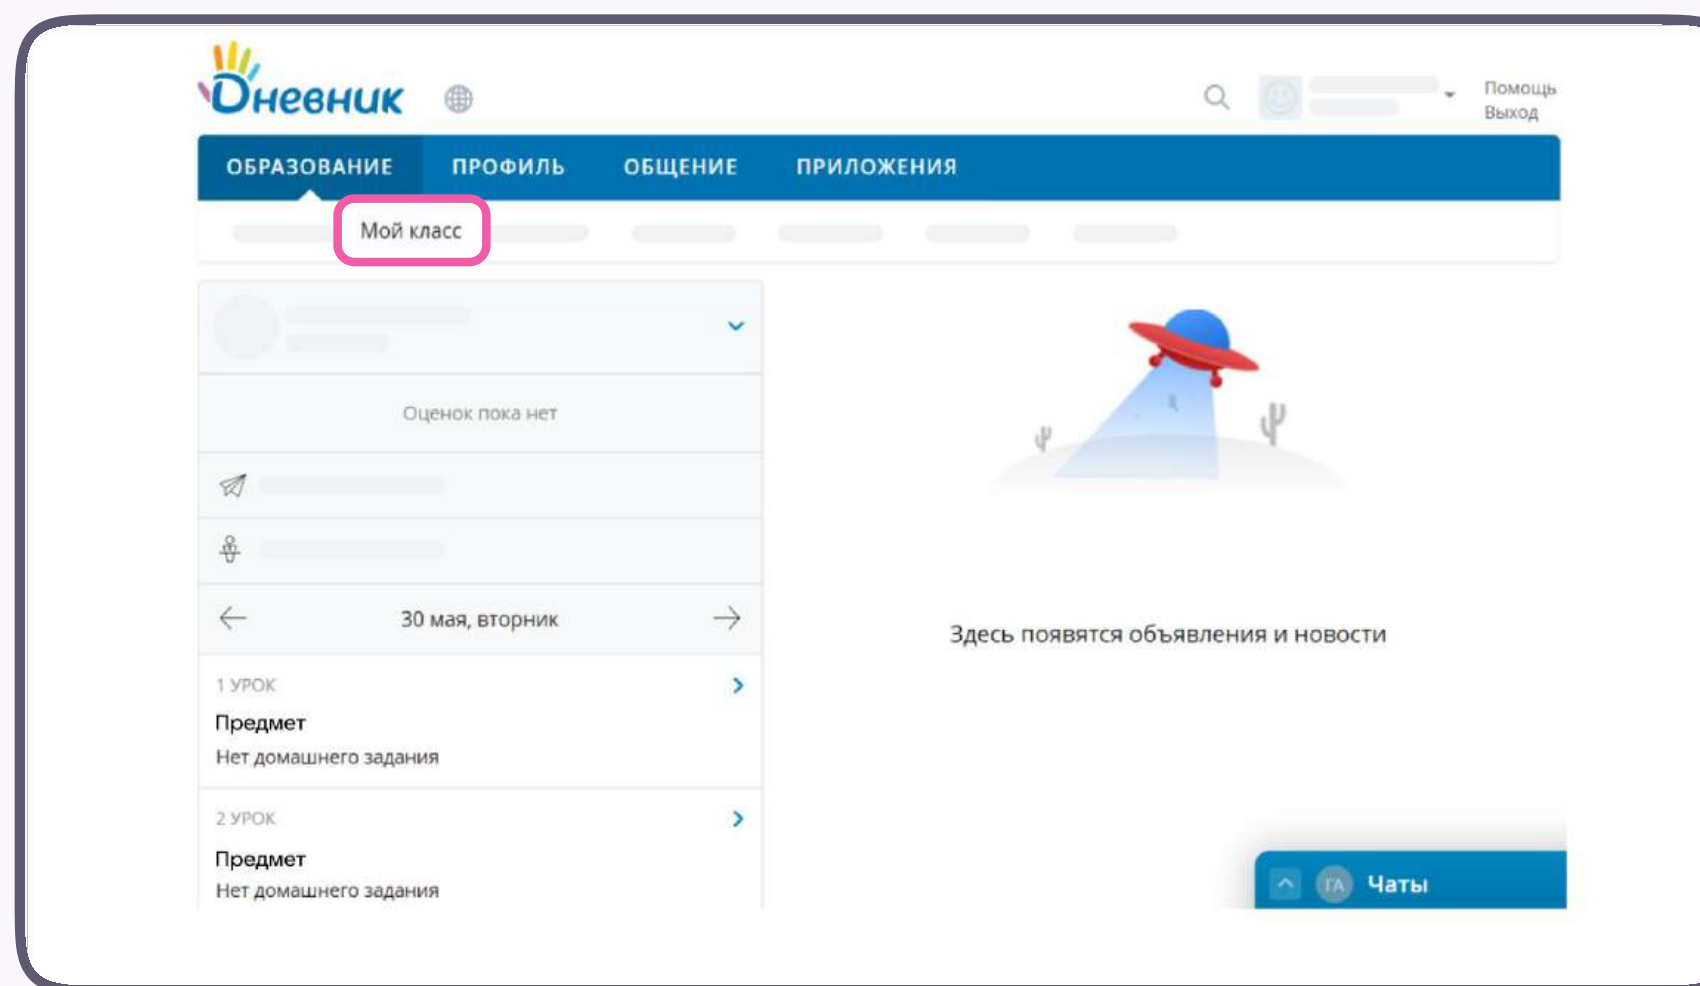 Дневник
Помощь
Выход
ОБРАЗОВАНИЕ ПРОФИЛЬ ОБЩЕНИЕ ПРИЛОЖЕНИЯ
Мой класс
Оценок пока нет
30 мая, вторник
1 УРОК
Предмет
Нет домашнего задания
2 УРОК
Предмет
Нет домашнего задания
Здесь появятся объявления и новости
ГА Чаты